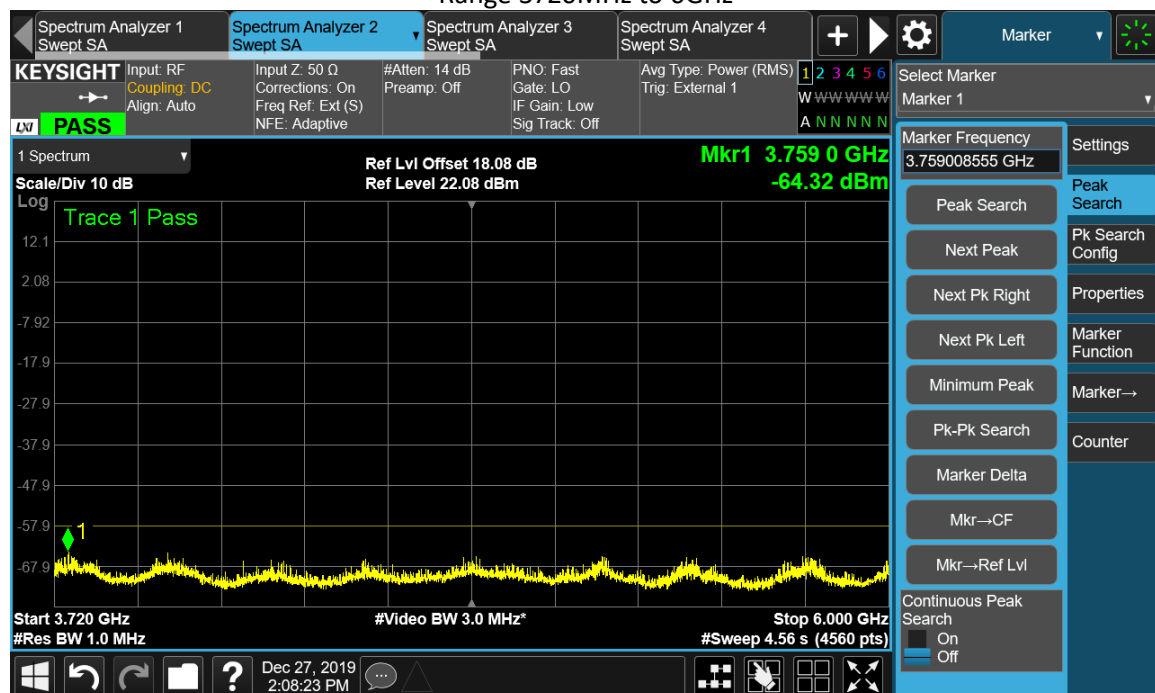 Range 3720MHz to 6GHz
Spectrum Analyzer 1
Swept SA
Spectrum Analyzer 2
Swept SA
Spectrum Analyzer 3
Swept SA
Spectrum Analyzer 4
Swept SA
Marker
KEYSIGHT
LXI
PASS
Input: RF
Coupling: DC
Align: Auto
Input Z: 50 Ω
Corrections: On
Freq Ref: Ext (S)
NFE: Adaptive
#Atten: 14 dB
Preamp: Off
PNO: Fast
Gate: LO
IF Gain: Low
Sig Track: Off
Avg Type: Power (RMS)
Trig: External 1
1 2 3 4 5 6
W W W W W W
A N N N N N
Select Marker
Marker 1
1 Spectrum
Scale/Div 10 dB
Ref Lvl Offset 18.08 dB
Ref Level 22.08 dBm
Mkr1 3.759 0 GHz
-64.32 dBm
Log
Trace 1 Pass
12.1
2.08
-7.92
-17.9
-27.9
-37.9
-47.9
-57.9
-67.9
1
Start 3.720 GHz
#Res BW 1.0 MHz
#Video BW 3.0 MHz*
Stop 6.000 GHz
#Sweep 4.56 s (4560 pts)
Marker Frequency
3.759008555 GHz
Peak Search
Next Peak
Next Pk Right
Next Pk Left
Minimum Peak
Pk-Pk Search
Marker Delta
Mkr→CF
Mkr→Ref Lvl
Continuous Peak
Search
On
Off
Settings
Peak
Search
Pk Search
Config
Properties
Marker
Function
Marker→
Counter
?
Dec 27, 2019
2:08:23 PM